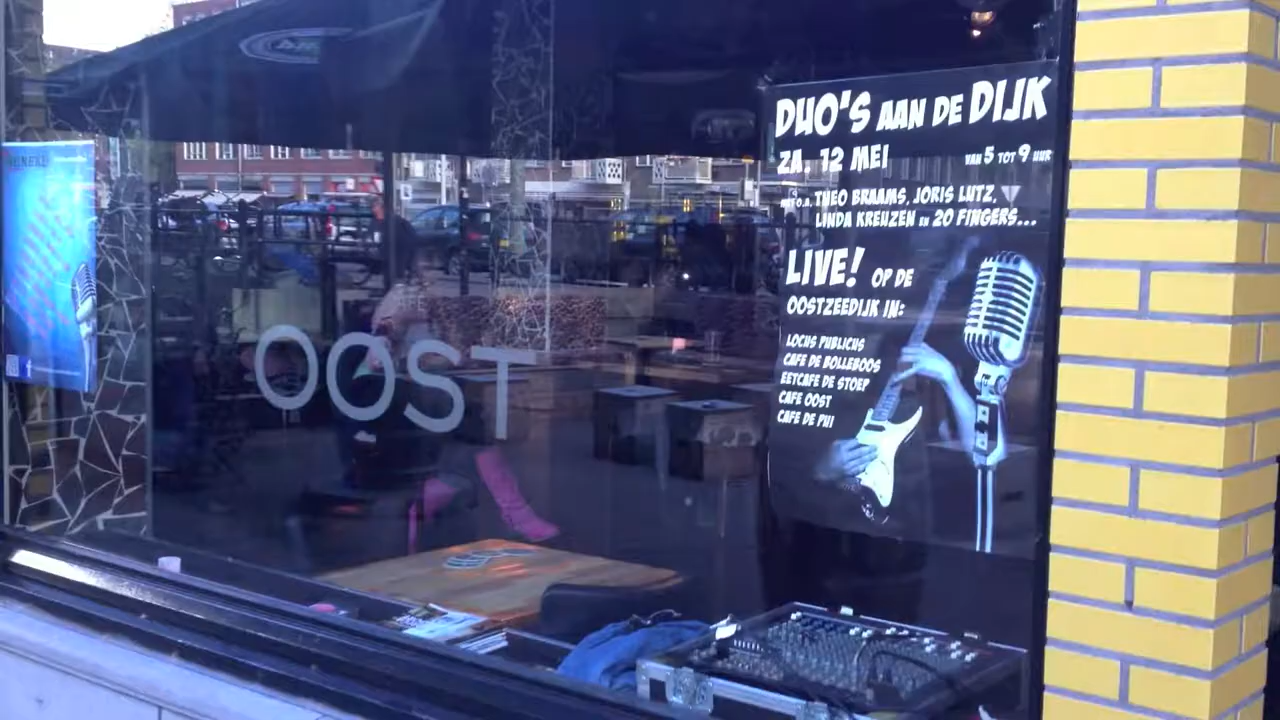 OOST
DUO'S AAN DE DIJK
ZA. 12 MEI
VAN 5 TOT 9 UUR
MET O.A. THEO BRAAMS, JORIS LUTZ,
LINDA KREUZEN EN 20 FINGERS...
LIVE! OP DE
OOSTZEEDIJK IN:
LOCUS PUBLICUS
CAFE DE BOLLEBOOS
EETCAFE DE STOEP
CAFE OOST
CAFE DE PUI